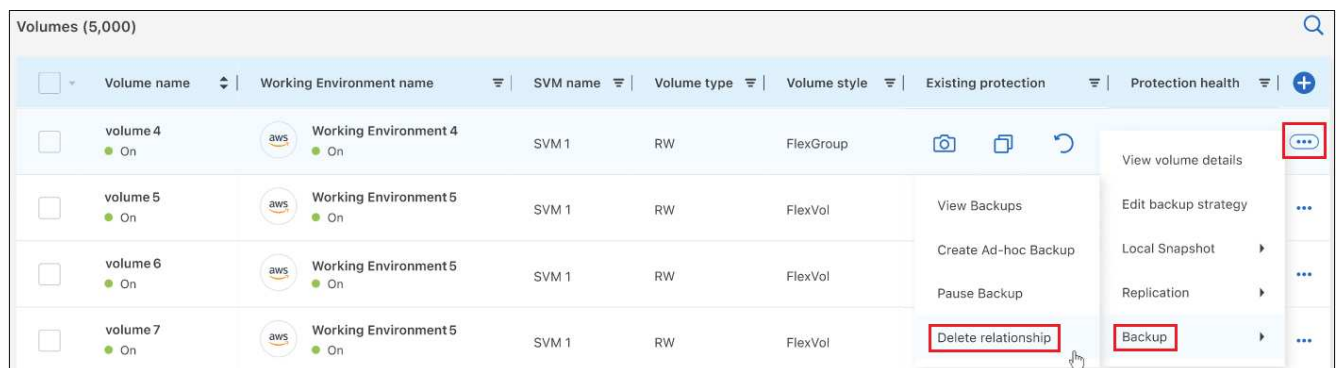 Volumes (5,000)
Volume name Working Environment name SVM name Volume type Volume style Existing protection Protection health
volume 4 aws Working Environment 4 SVM 1 RW FlexGroup
On On
View volume details
volume 5 aws Working Environment 5 SVM 1 RW FlexVol View Backups Edit backup strategy
On On
Create Ad-hoc Backup Local Snapshot
volume 6 aws Working Environment 5 SVM 1 RW FlexVol
On On
Pause Backup Replication
volume 7 aws Working Environment 5 SVM 1 RW FlexVol Delete relationship Backup
On On